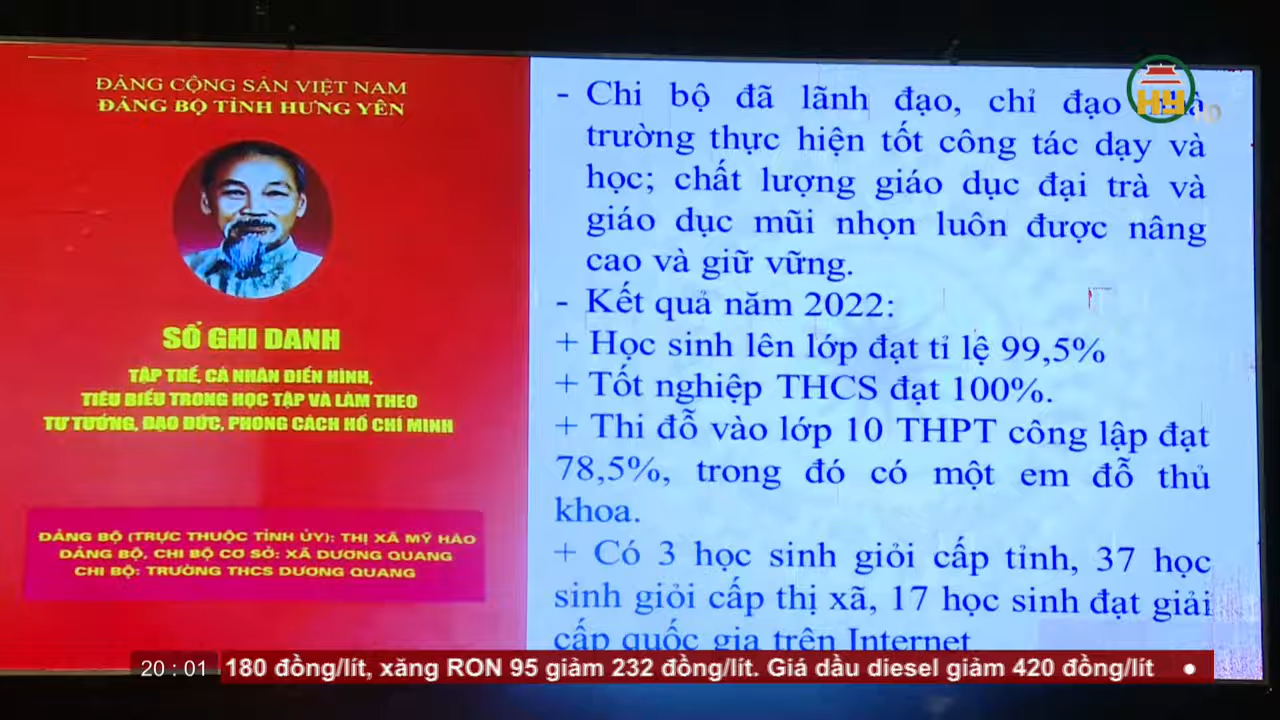 ĐẢNG CỘNG SẢN VIỆT NAM
ĐẢNG BỘ TỈNH HƯNG YÊN
SỔ GHI DANH
TẬP THỂ, CÁ NHÂN ĐIỂN HÌNH,
TIÊU BIỂU TRONG HỌC TẬP VÀ LÀM THEO
TƯ TƯỞNG, ĐẠO ĐỨC, PHONG CÁCH HỒ CHÍ MINH
ĐẢNG BỘ (TRỰC THUỘC TỈNH ỦY): THỊ XÃ MỸ HÀO
ĐẢNG BỘ, CHI BỘ CƠ SỞ: XÃ DƯƠNG QUANG
CHI BỘ: TRƯỜNG THCS DƯƠNG QUANG
- Chi bộ đã lãnh đạo, chỉ đạo
trường thực hiện tốt công tác dạy và
học; chất lượng giáo dục đại trà và
giáo dục mũi nhọn luôn được nâng
cao và giữ vững.
- Kết quả năm 2022:
+ Học sinh lên lớp đạt tỉ lệ 99,5%
+ Tốt nghiệp THCS đạt 100%.
+ Thi đỗ vào lớp 10 THPT công lập đạt
78,5%, trong đó có một em đỗ thủ
khoa.
+ Có 3 học sinh giỏi cấp tỉnh, 37 học
sinh giỏi cấp thị xã, 17 học sinh đạt giải
cấp quốc gia trên Internet
HY HD
20 : 01 180 đồng/lít, xăng RON 95 giảm 232 đồng/lít. Giá dầu diesel giảm 420 đồng/lít